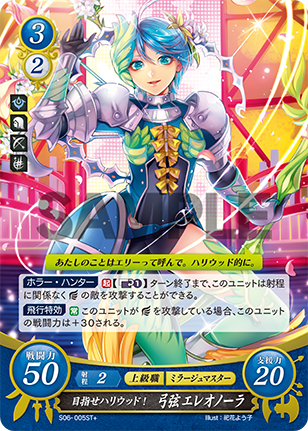 3
2
SAMPLE
あたしのことはエリーって呼んで。ハリウッド的に。
ホラー・ハンター 起【1】ターン終了まで、このユニットは射程に関係なくの敵を攻撃することができる。
飛行特効 常 このユニットがを攻撃している場合、このユニットの戦闘力は+30される。
戦闘力 50
射程 2 上級職 ミラージュマスター
支援力 20
目指せハリウッド! 弓弦エレオノーラ
S06-005ST+ Illust:祀花よう子